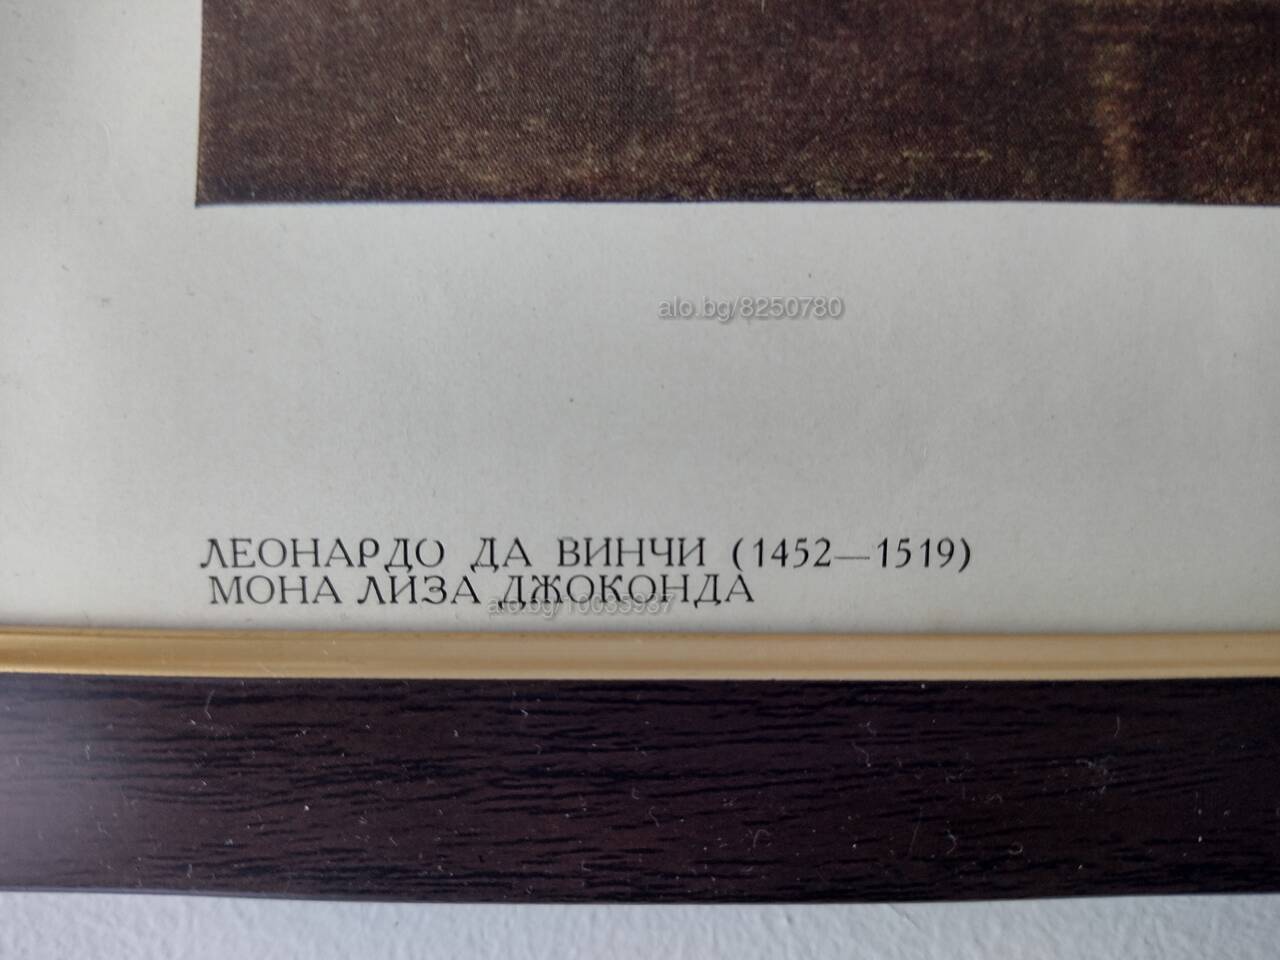 alo.bg/8250780
ЛЕОНАРДО ДА ВИНЧИ (1452—1519)
МОНА ЛИЗА ДЖОКОНДА